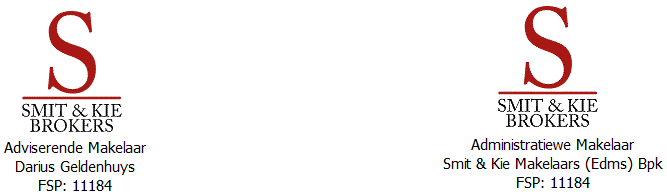 S
SMIT & KIE
BROKERS
Adviserende Makelaar
Darius Geldenhuys
FSP: 11184
S
SMIT & KIE
BROKERS
Administratiewe Makelaar
Smit & Kie Makelaars (Edms) Bpk
FSP: 11184